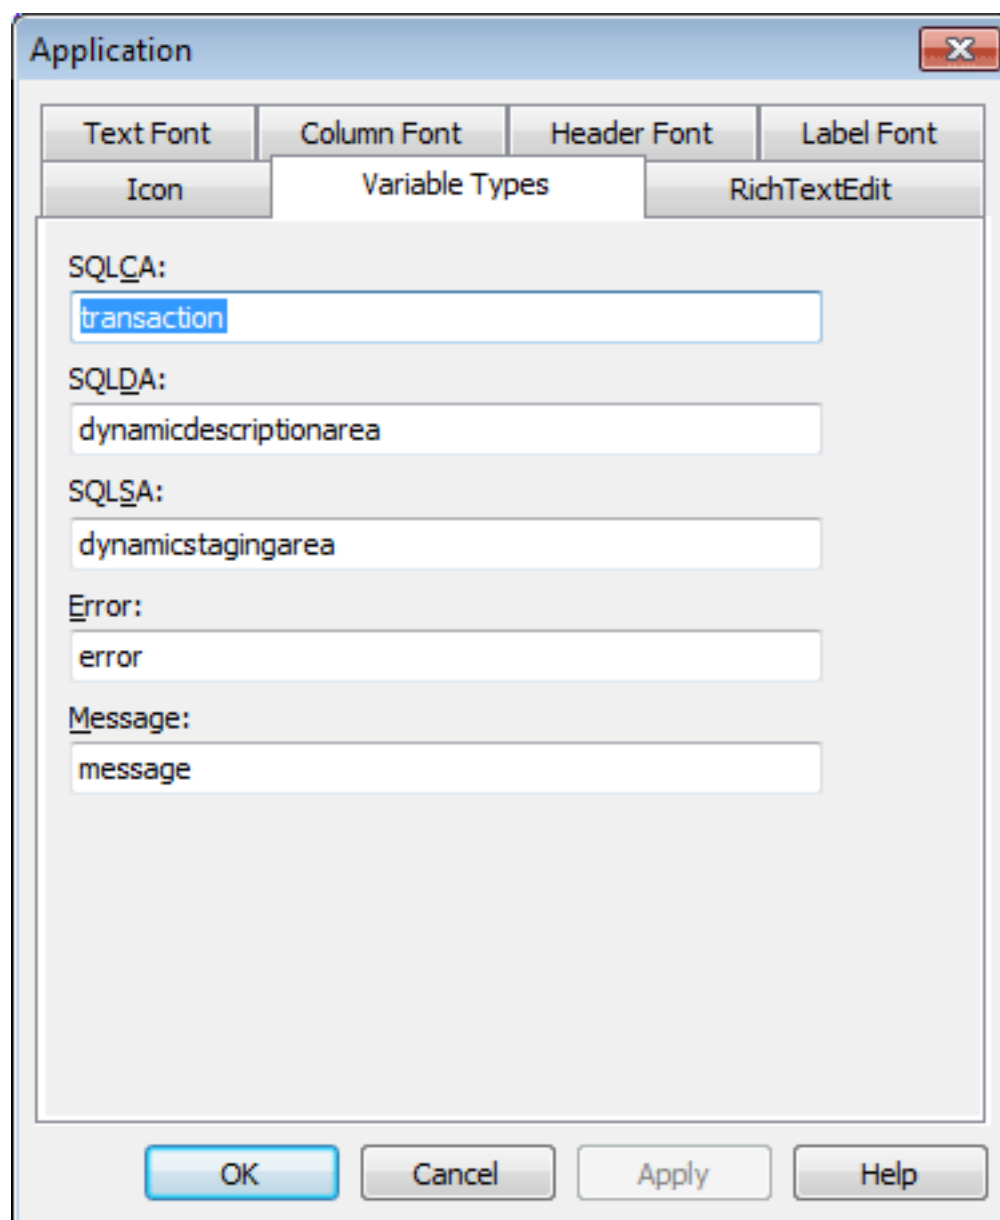 Application
Text Font Column Font Header Font Label Font
Icon Variable Types RichTextEdit
SQLCA:
transaction
SQLDA:
dynamicdescriptionarea
SQLSA:
dynamicstagingarea
Error:
error
Message:
message
OK Cancel Apply Help